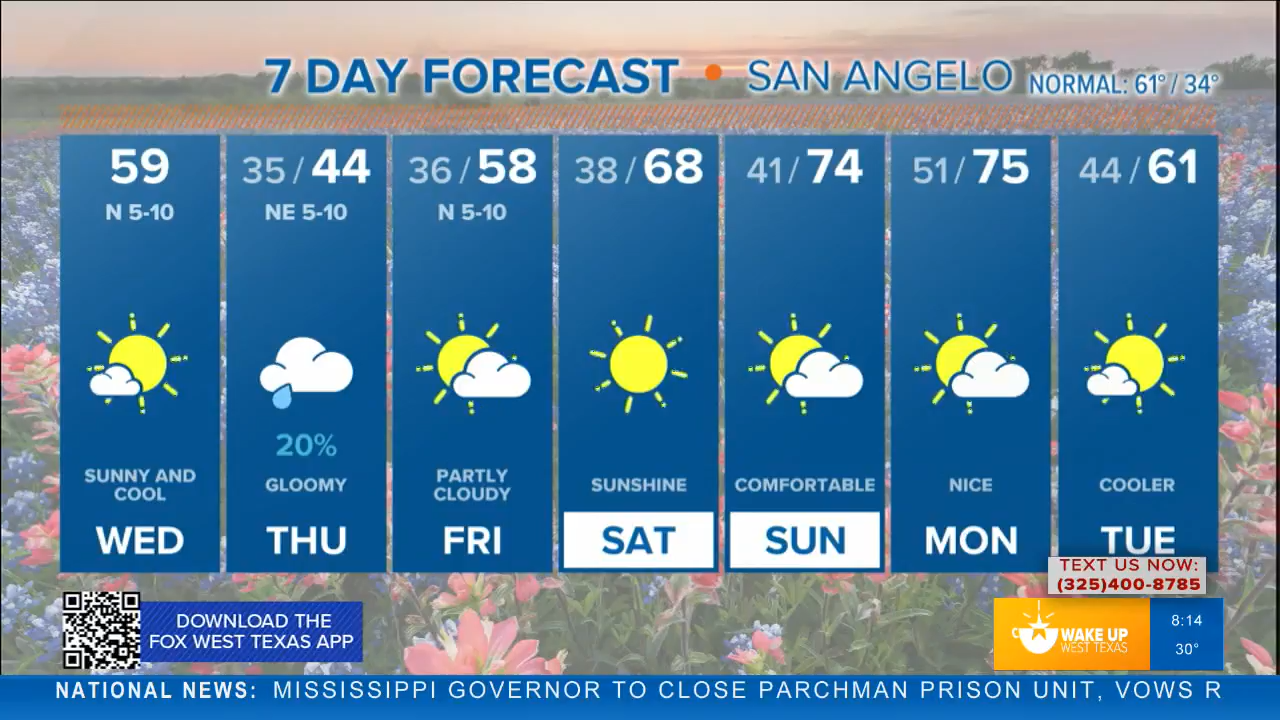 7 DAY FORECAST • SAN ANGELO NORMAL: 61°/ 34°
59
N 5-10
SUNNY AND
COOL
WED
35 / 44
NE 5-10
20%
GLOOMY
THU
36 / 58
N 5-10
PARTLY
CLOUDY
FRI
38 / 68
SUNSHINE
SAT
41 / 74
COMFORTABLE
SUN
51 / 75
NICE
MON
44 / 61
COOLER
TUE
TEXT US NOW:
(325)400-8785
DOWNLOAD THE
FOX WEST TEXAS APP
WAKE UP
WEST TEXAS
8:14
30°
NATIONAL NEWS: MISSISSIPPI GOVERNOR TO CLOSE PARCHMAN PRISON UNIT, VOWS R